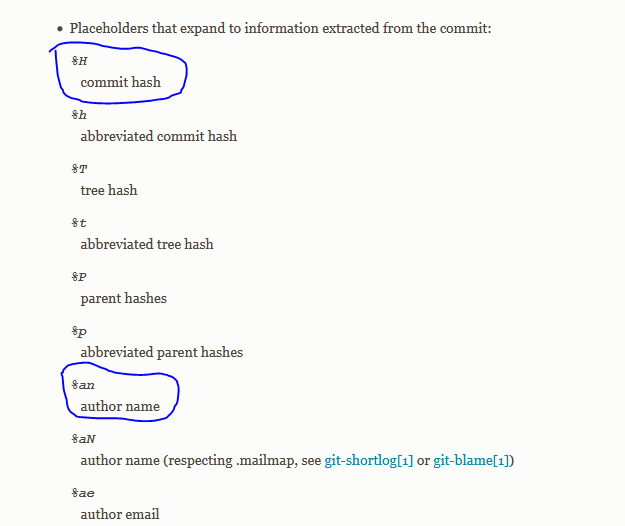 • Placeholders that expand to information extracted from the commit:
%H
commit hash
%h
abbreviated commit hash
%T
tree hash
%t
abbreviated tree hash
%P
parent hashes
%p
abbreviated parent hashes
%an
author name
%aN
author name (respecting .mailmap, see git-shortlog[1] or git-blame[1])
%ae
author email